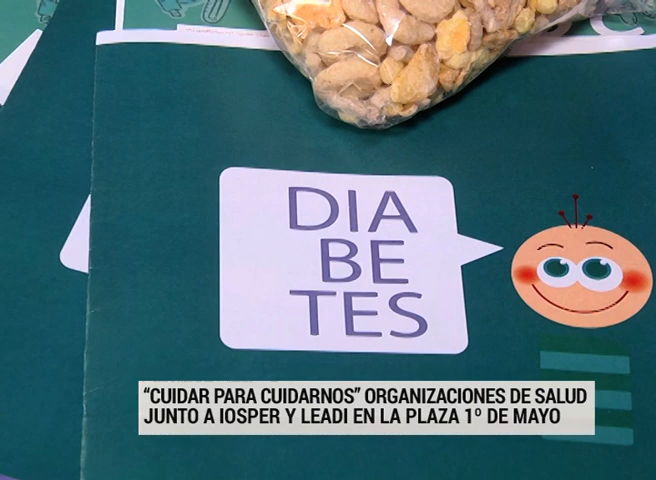 DIA
BE
TES
“CUIDAR PARA CUIDARNOS” ORGANIZACIONES DE SALUD
JUNTO A IOSPER Y LEADI EN LA PLAZA 1º DE MAYO